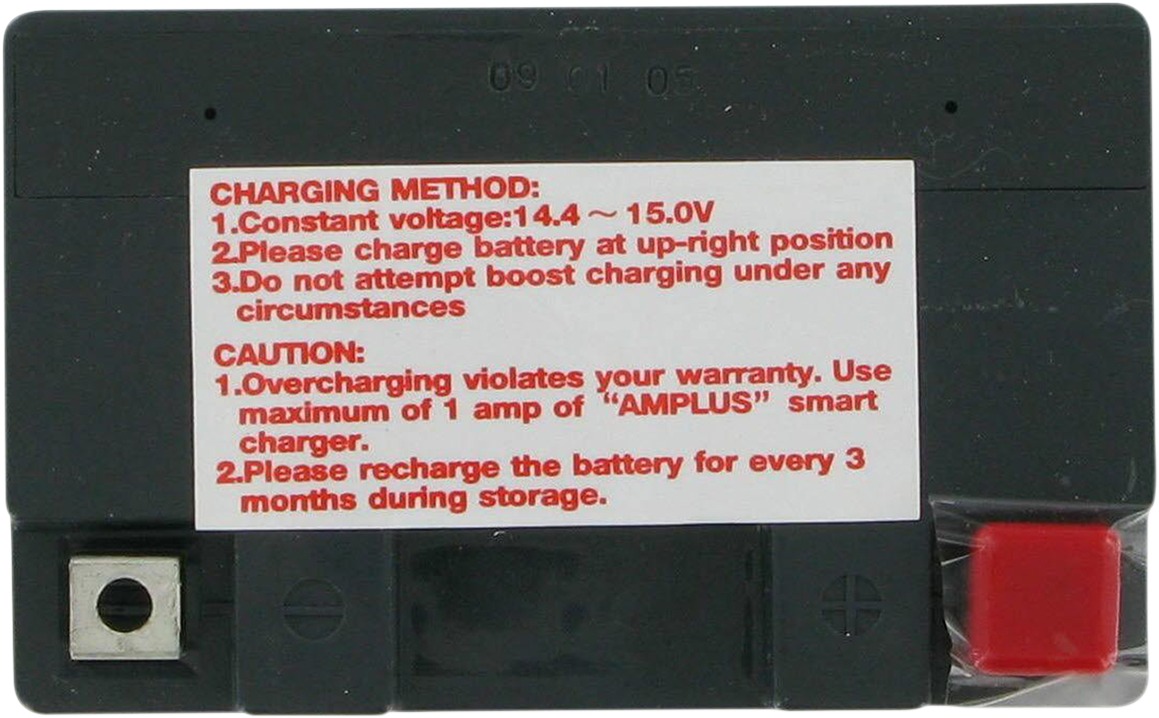 09 01 05
CHARGING METHOD:
1.Constant voltage:14.4 ~ 15.0V
2.Please charge battery at up-right position
3.Do not attempt boost charging under any
circumstances
CAUTION:
1.Overcharging violates your warranty. Use
maximum of 1 amp of “AMPLUS” smart
charger.
2.Please recharge the battery for every 3
months during storage.